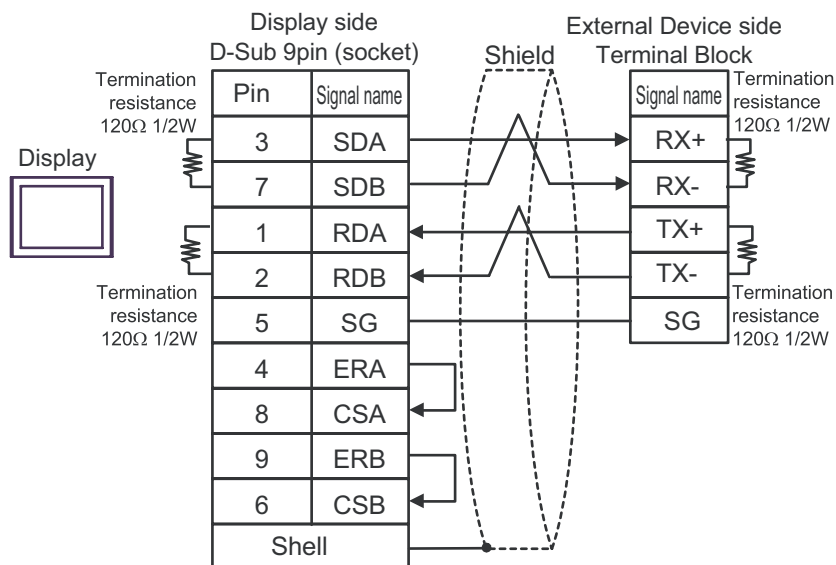 Display side
D-Sub 9pin (socket)
Shield
External Device side
Terminal Block
Termination
resistance
120Ω 1/2W
Pin
Signal name
Signal name
Termination
resistance
120Ω 1/2W
Display
3
SDA
RX+
7
SDB
RX-
1
RDA
TX+
2
RDB
TX-
Termination
resistance
120Ω 1/2W
5
SG
SG
Termination
resistance
120Ω 1/2W
4
ERA
8
CSA
9
ERB
6
CSB
Shell